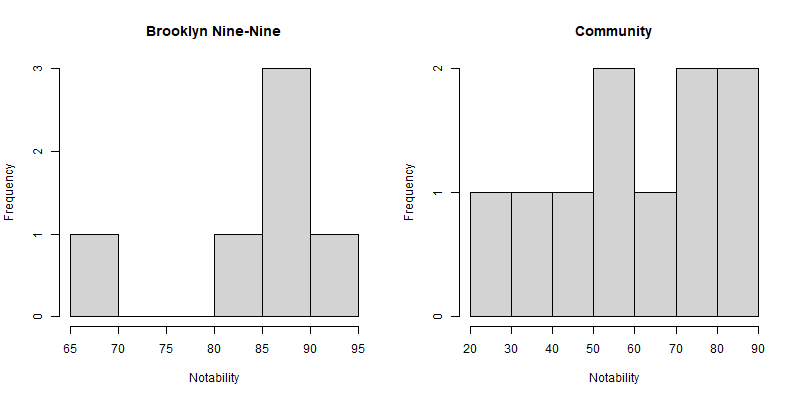 Brooklyn Nine-Nine
3
2
1
0
Frequency
65 70 75 80 85 90 95
Notability
Community
2
1
0
Frequency
20 30 40 50 60 70 80 90
Notability